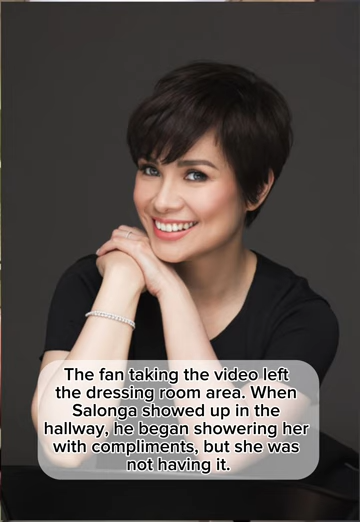 The fan taking the video left
the dressing room area. When
Salonga showed up in the
hallway, he began showering her
with compliments, but she was
not having it.